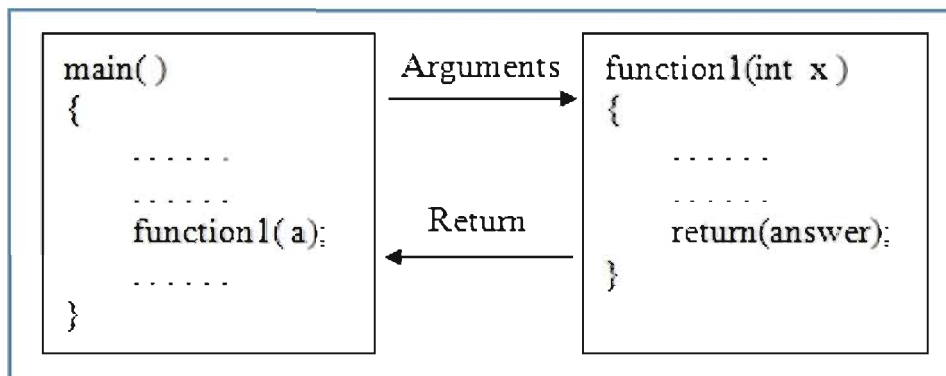 main( )
{
. . . . . .
. . . . . .
function1( a);
. . . . . .
}
Arguments
Return
function1(int x )
{
. . . . . .
. . . . . .
return(answer);
}